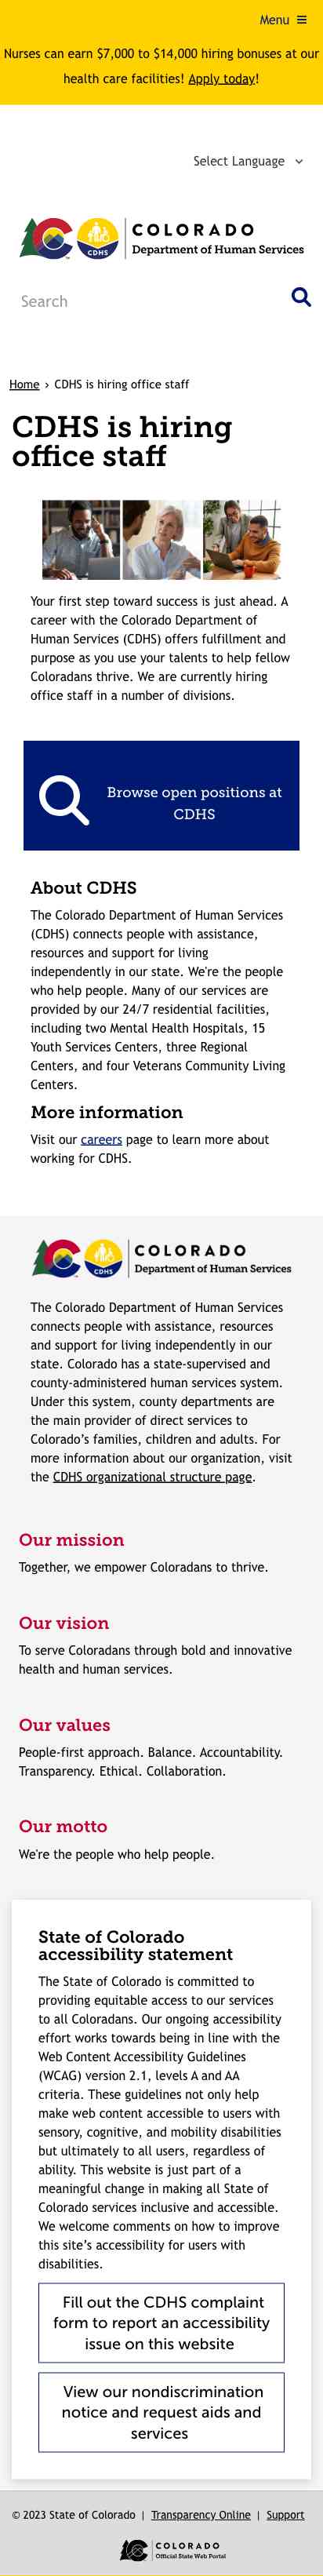 Menu
Nurses can earn $7,000 to $14,000 hiring bonuses at our
health care facilities! Apply today!
Select Language
CDHS
COLORADO
Department of Human Services
Search
Home › CDHS is hiring office staff
CDHS is hiring
office staff
Your first step toward success is just ahead. A
career with the Colorado Department of
Human Services (CDHS) offers fulfillment and
purpose as you use your talents to help fellow
Coloradans thrive. We are currently hiring
office staff in a number of divisions.
Browse open positions at
CDHS
About CDHS
The Colorado Department of Human Services
(CDHS) connects people with assistance,
resources and support for living
independently in our state. We're the people
who help people. Many of our services are
provided by our 24/7 residential facilities,
including two Mental Health Hospitals, 15
Youth Services Centers, three Regional
Centers, and four Veterans Community Living
Centers.
More information
Visit our careers page to learn more about
working for CDHS.
CDHS
COLORADO
Department of Human Services
The Colorado Department of Human Services
connects people with assistance, resources
and support for living independently in our
state. Colorado has a state-supervised and
county-administered human services system.
Under this system, county departments are
the main provider of direct services to
Colorado’s families, children and adults. For
more information about our organization, visit
the CDHS organizational structure page.
Our mission
Together, we empower Coloradans to thrive.
Our vision
To serve Coloradans through bold and innovative
health and human services.
Our values
People-first approach. Balance. Accountability.
Transparency. Ethical. Collaboration.
Our motto
We're the people who help people.
State of Colorado
accessibility statement
The State of Colorado is committed to
providing equitable access to our services
to all Coloradans. Our ongoing accessibility
effort works towards being in line with the
Web Content Accessibility Guidelines
(WCAG) version 2.1, levels A and AA
criteria. These guidelines not only help
make web content accessible to users with
sensory, cognitive, and mobility disabilities
but ultimately to all users, regardless of
ability. This website is just part of a
meaningful change in making all State of
Colorado services inclusive and accessible.
We welcome comments on how to improve
this site’s accessibility for users with
disabilities.
Fill out the CDHS complaint
form to report an accessibility
issue on this website
View our nondiscrimination
notice and request aids and
services
© 2023 State of Colorado | Transparency Online | Support
COLORADO
Official State Web Portal